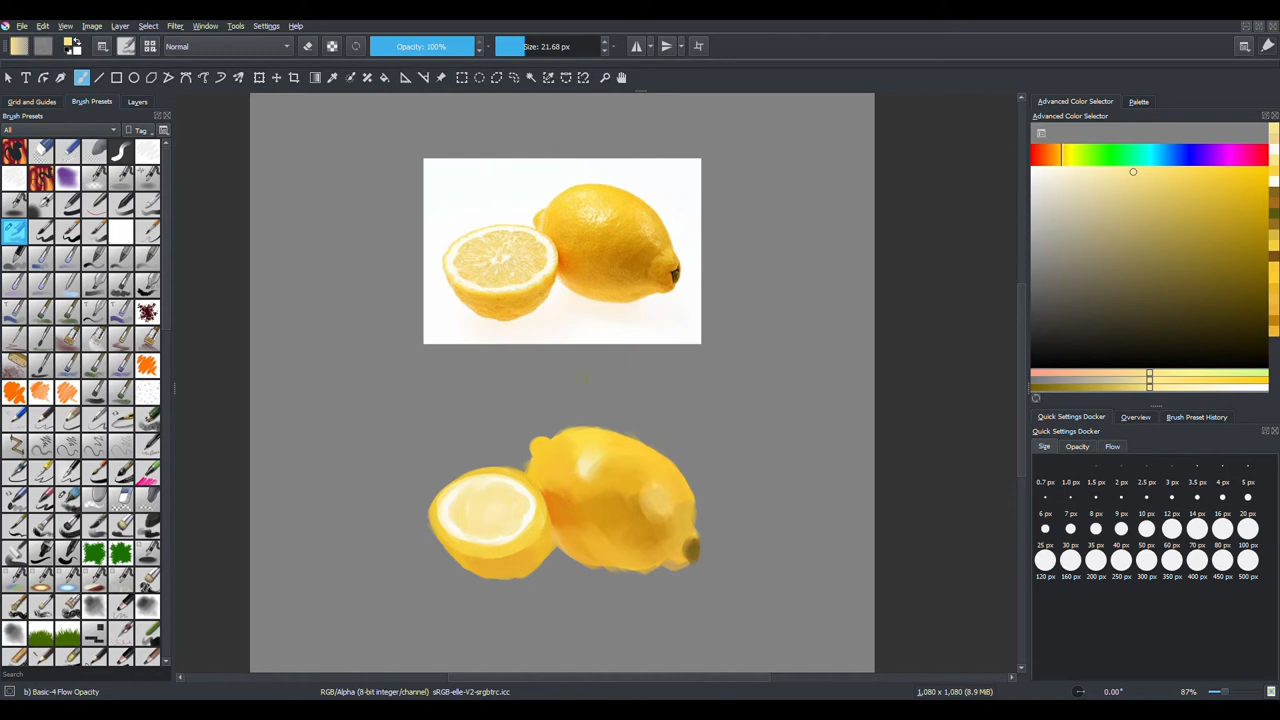 File Edit View Image Layer Select Filter Window Tools Settings Help
Normal Opacity: 100% Size: 21.68 px
Grid and Guides Brush Presets Layers
Brush Presets
All Tag
Search
b) Basic-4 Flow Opacity
RGB/Alpha (8-bit integer/channel) sRGB-elle-V2-srgbtrc.icc
1,080 x 1,080 (8.9 MiB)
0.00°
87%
Advanced Color Selector Palette
Advanced Color Selector
Quick Settings Docker Overview Brush Preset History
Quick Settings Docker
Size Opacity Flow
0.7 px 1.0 px 1.5 px 2 px 2.5 px 3 px 3.5 px 4 px 5 px
6 px 7 px 8 px 9 px 10 px 12 px 14 px 16 px 20 px
25 px 30 px 35 px 40 px 50 px 60 px 70 px 80 px 100 px
120 px 160 px 200 px 250 px 300 px 350 px 400 px 450 px 500 px